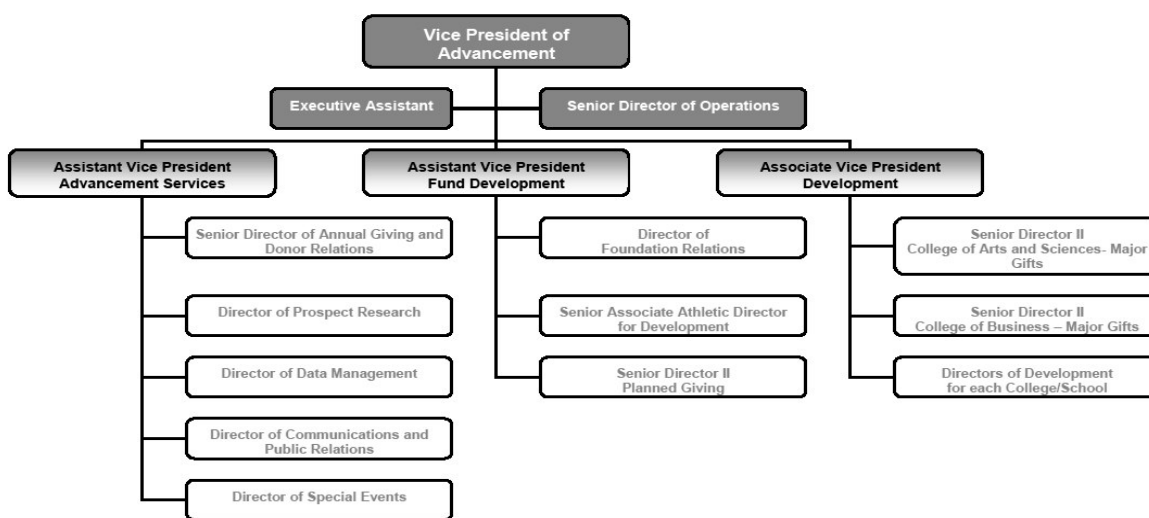 Vice President of
Advancement
Executive Assistant
Senior Director of Operations
Assistant Vice President
Advancement Services
Assistant Vice President
Fund Development
Associate Vice President
Development
Senior Director of Annual Giving and
Donor Relations
Director of Prospect Research
Director of Data Management
Director of Communications and
Public Relations
Director of Special Events
Director of
Foundation Relations
Senior Associate Athletic Director
for Development
Senior Director II
Planned Giving
Senior Director II
College of Arts and Sciences- Major
Gifts
Senior Director II
College of Business – Major Gifts
Directors of Development
for each College/School